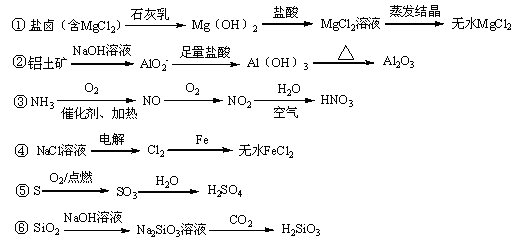 ① 盐卤（含MgCl₂） 石灰乳 → Mg（OH）₂ 盐酸 → MgCl₂溶液 蒸发结晶 → 无水MgCl₂
② 铝土矿 NaOH溶液 → AlO₂⁻ 足量盐酸 → Al（OH）₃ △ → Al₂O₃
③ NH₃ O₂ 催化剂、加热 → NO O₂ → NO₂ H₂O 空气 → HNO₃
④ NaCl溶液 电解 → Cl₂ Fe → 无水FeCl₂
⑤ S O₂/点燃 → SO₃ H₂O → H₂SO₄
⑥ SiO₂ NaOH溶液 → Na₂SiO₃溶液 CO₂ → H₂SiO₃